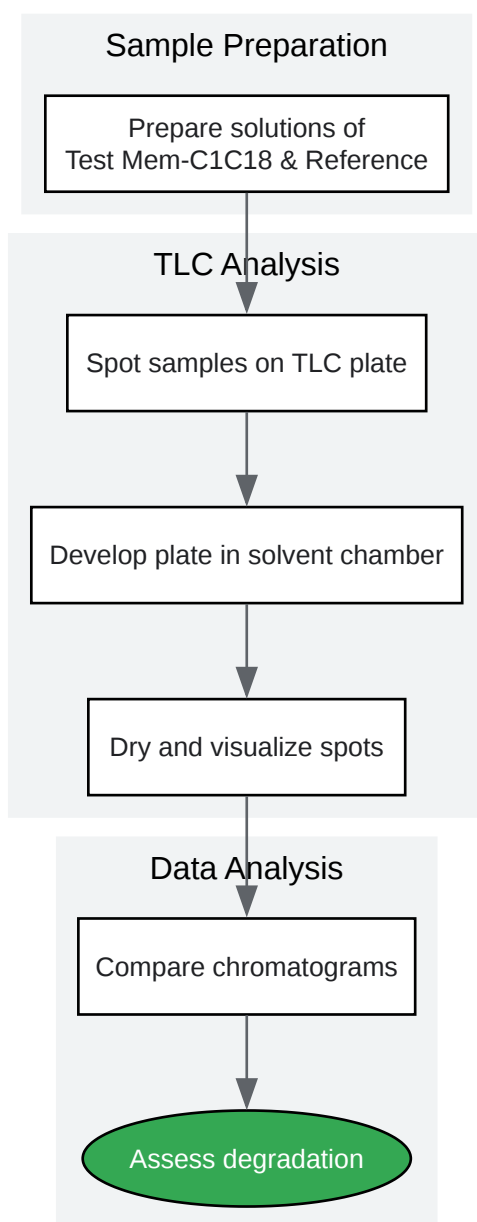 Sample Preparation
Prepare solutions of
Test Mem-C1C18 & Reference
TLC Analysis
Spot samples on TLC plate
Develop plate in solvent chamber
Dry and visualize spots
Data Analysis
Compare chromatograms
Assess degradation